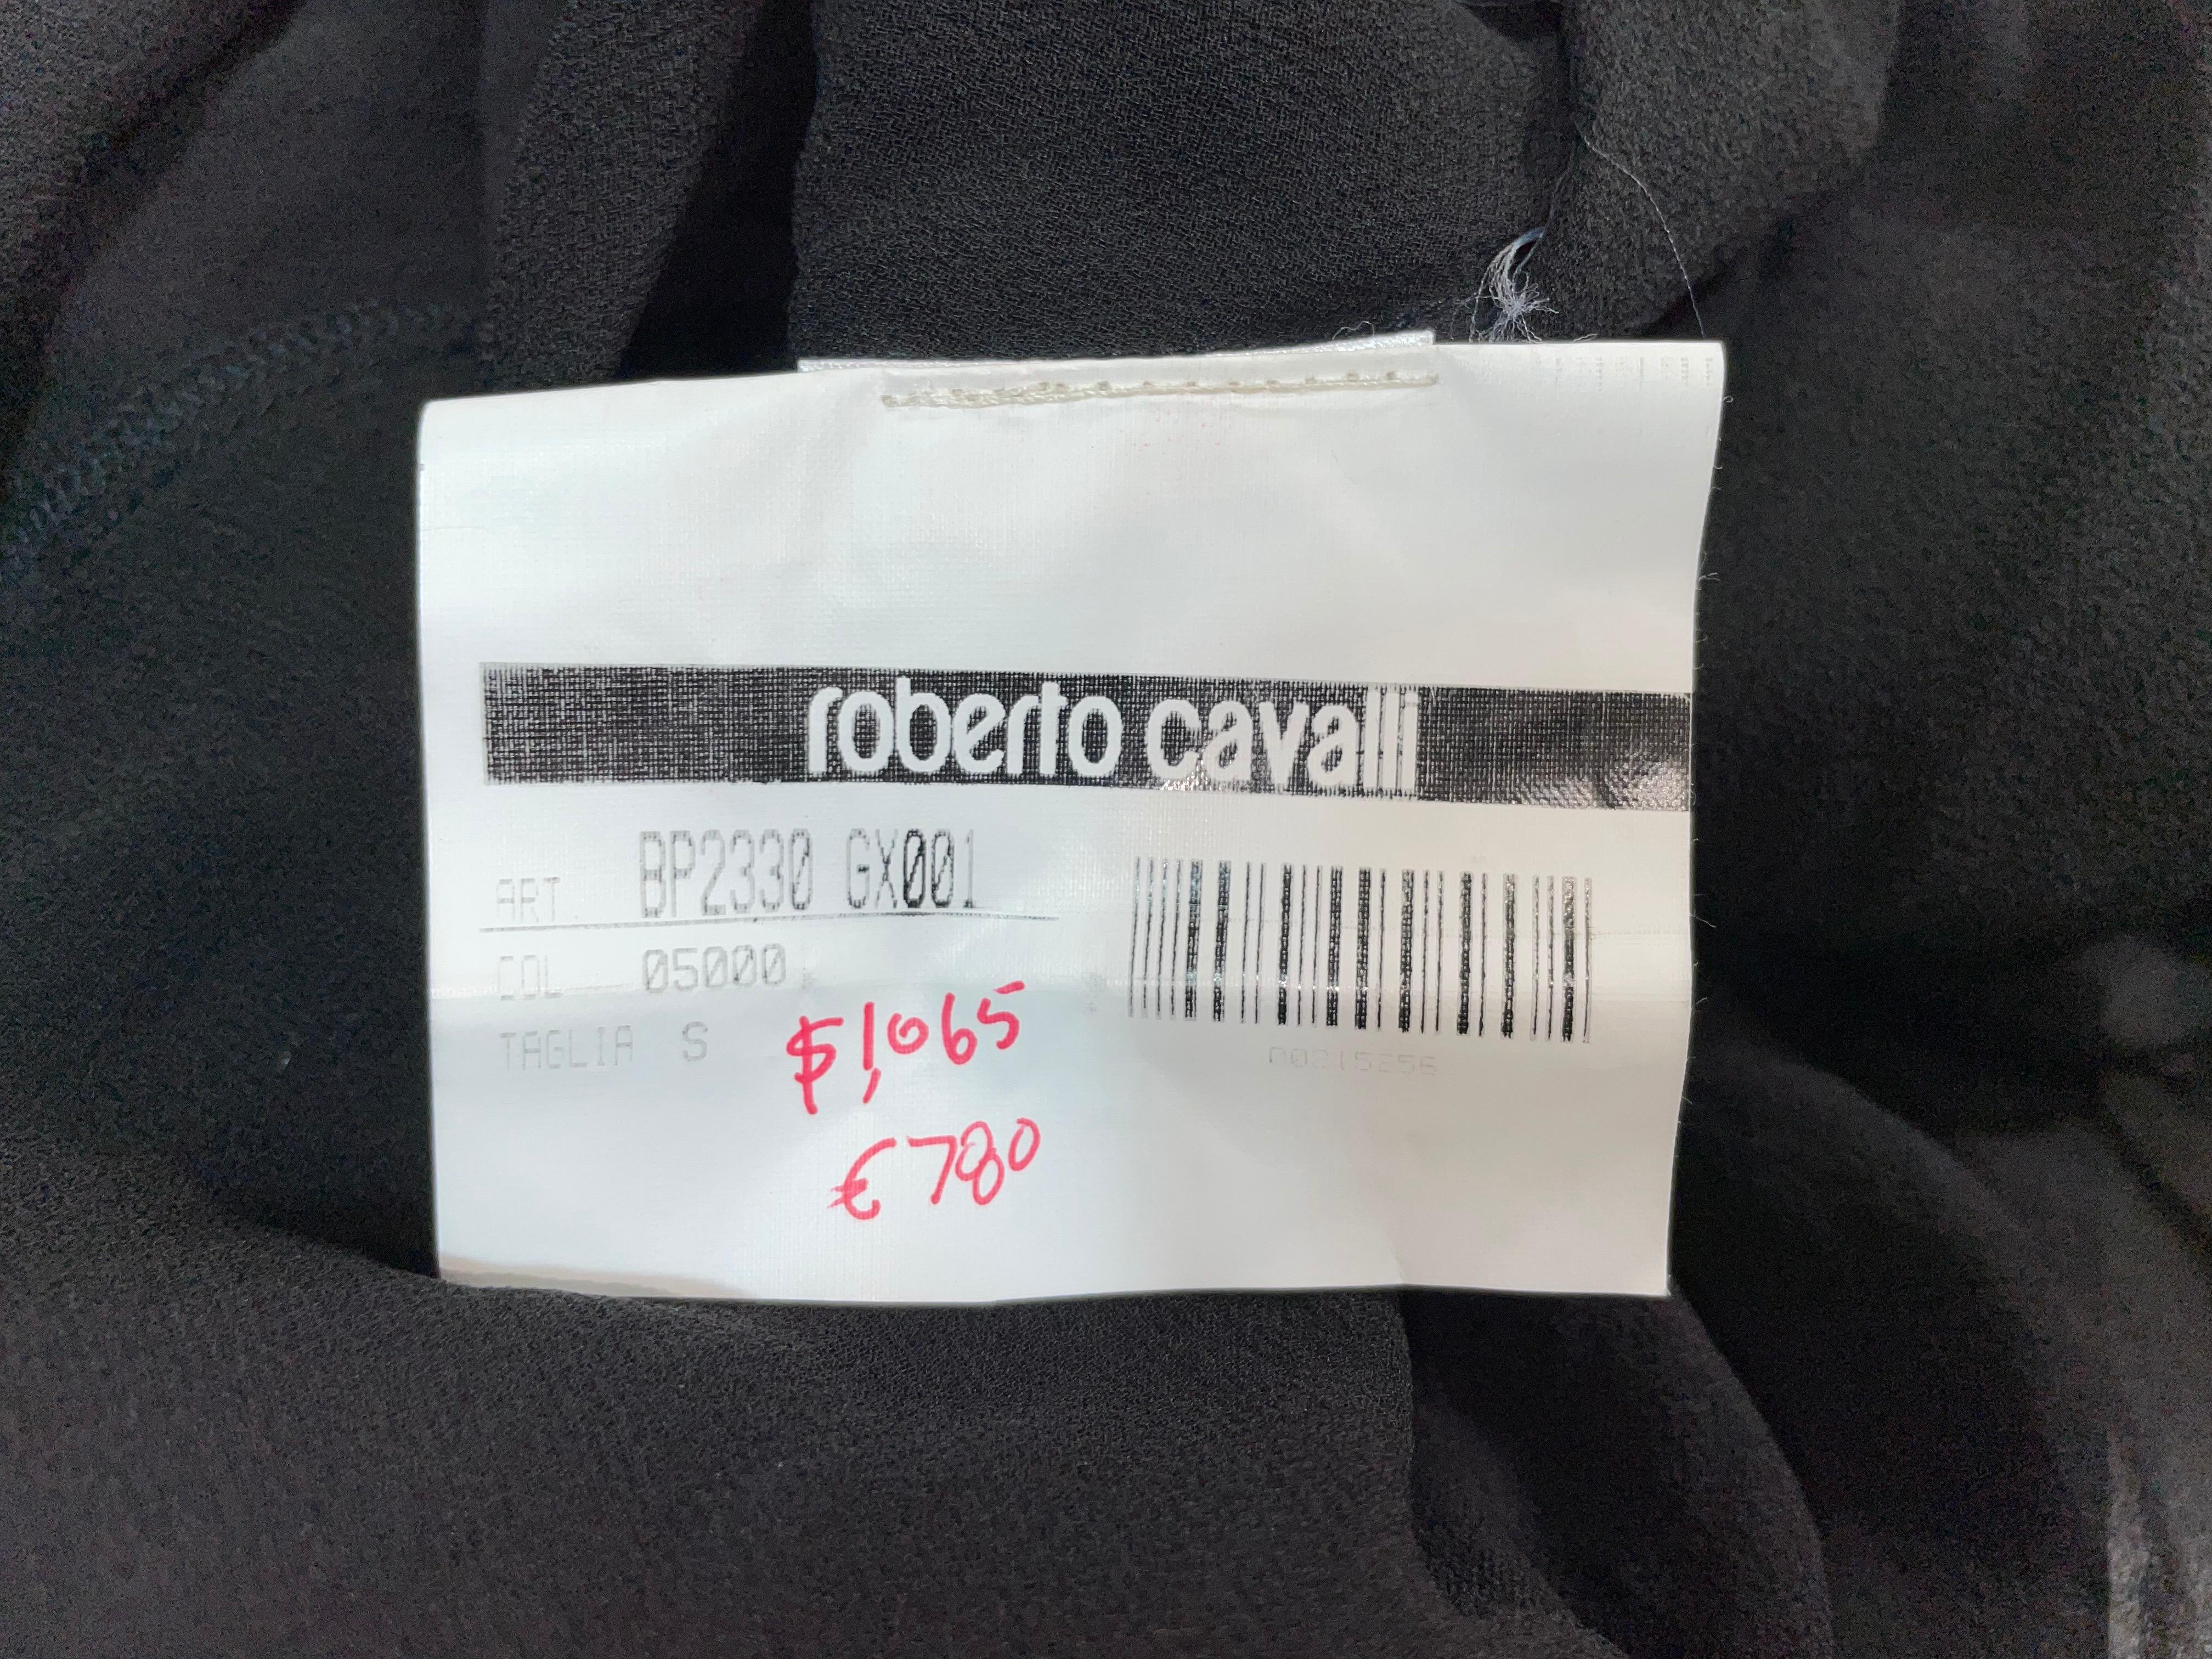 roberto cavalli
ART. BP2330 GX001
COL. 05000
TAGLIA S
$1,065
€780